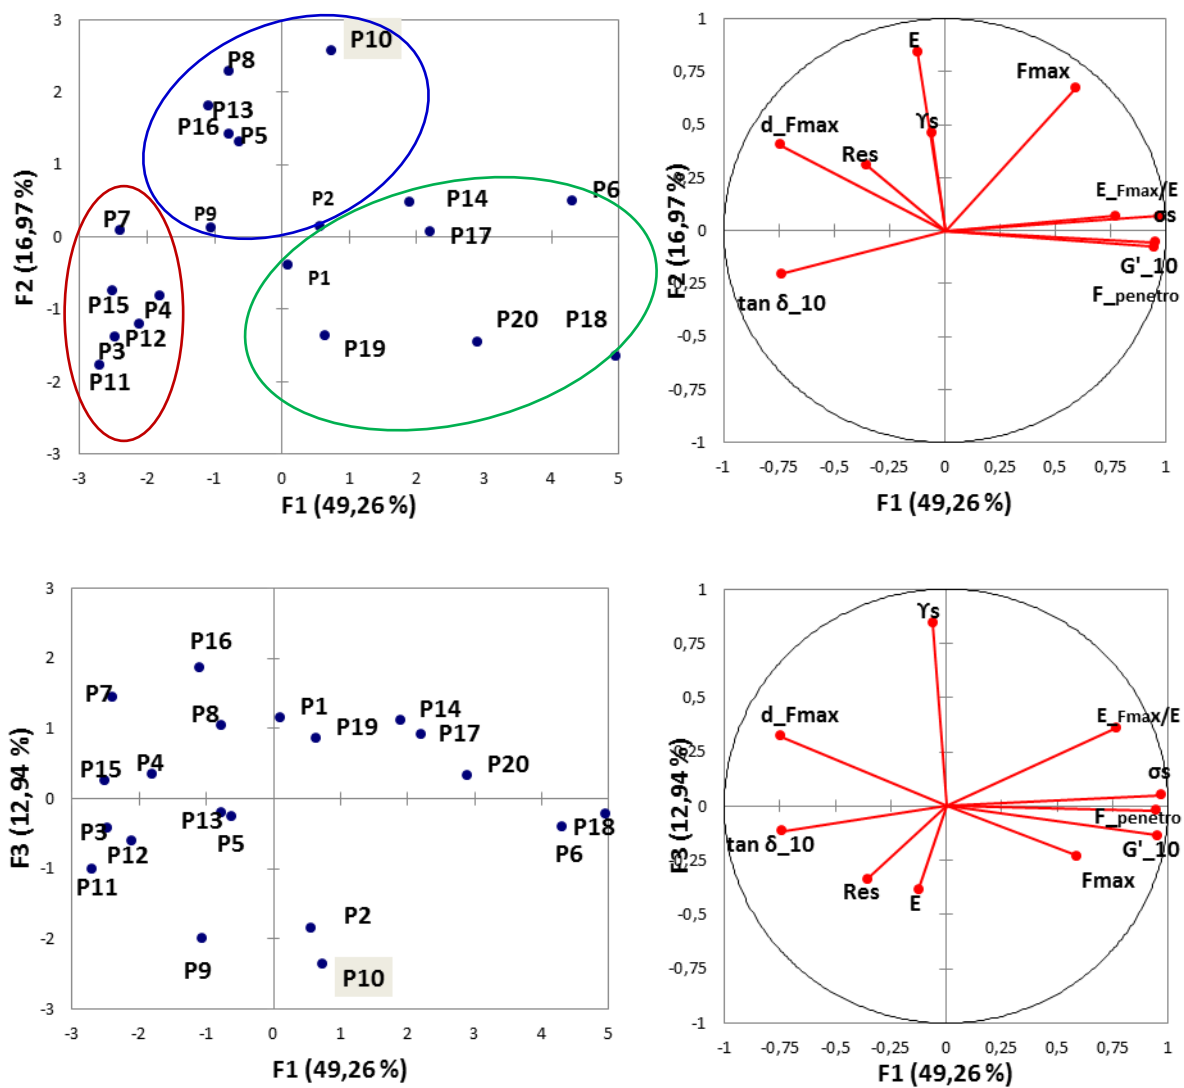 3
P10
P8
2
P13
P16
P5
1
P2
P14
P6
P7
P9
0
P17
P1
P15
P4
-1
P20
P18
P12
P3
P19
P11
-2
-3
-3
-2
-1
0
1
2
3
4
5
F1 (49,26 %)
F2 (16,97 %)
1
E
0,75
Fmax
0,5
ϒs
d_Fmax
Res
0,25
E_Fmax/E
σs
0
G'_10
-0,25
F_penetro
tan δ_10
-0,5
-0,75
-1
-1
-0,75
-0,5
-0,25
0
0,25
0,5
0,75
1
F1 (49,26 %)
F2 (16,97 %)
3
2
P16
P7
P1
P14
P8
1
P19
P17
P15
P4
P20
0
P13
P18
P3
P5
P12
P6
-1
P11
P2
-2
P9
P10
-3
-3
-2
-1
0
1
2
3
4
5
F1 (49,26 %)
F3 (12,94 %)
1
ϒs
0,75
0,5
d_Fmax
E_Fmax/E
0,25
σs
0
F_penetro
tan δ_10
G'_10
-0,25
Fmax
Res
E
-0,5
-0,75
-1
-1
-0,75
-0,5
-0,25
0
0,25
0,5
0,75
1
F1 (49,26 %)
F3 (12,94 %)